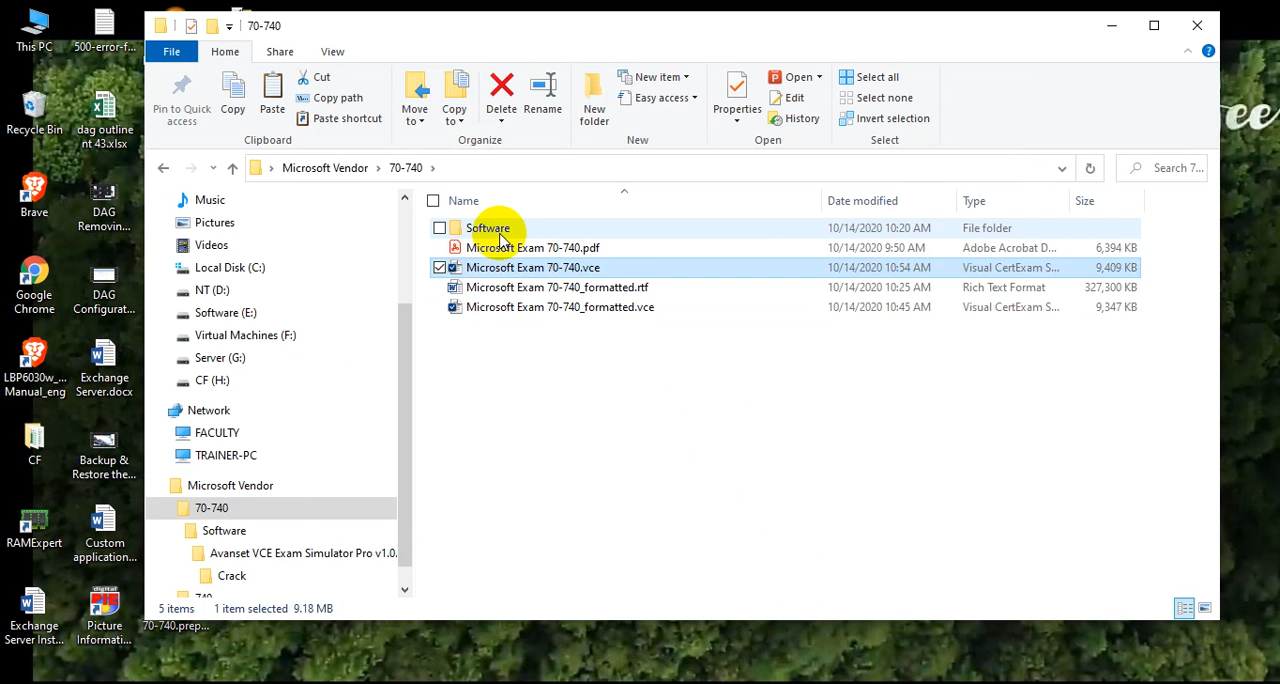 This PC
500-error-f...
Recycle Bin
dag outline
nt 43.xlsx
Brave
DAG
Removin...
Google
Chrome
DAG
Configurat...
LBP6030w_...
Manual_eng
Exchange
Server.docx
CF
Backup &
Restore the...
RAMExpert
Custom
application...
Exchange
Server Inst...
digital
Picture
Informati...
70-740.prep...
70-740
File
Home
Share
View
Pin to Quick
access
Copy
Paste
Cut
Copy path
Paste shortcut
Clipboard
Move
to
Copy
to
Delete
Rename
Organize
New
folder
New item
Easy access
New
Properties
Open
Edit
History
Open
Select all
Select none
Invert selection
Select
Microsoft Vendor
70-740
Search 7...
Music
Pictures
Videos
Local Disk (C:)
NT (D:)
Software (E:)
Virtual Machines (F:)
Server (G:)
CF (H:)
Network
FACULTY
TRAINER-PC
Microsoft Vendor
70-740
Software
Avanset VCE Exam Simulator Pro v1.0.
Crack
740
Name Date modified Type Size
Software 10/14/2020 10:20 AM File folder
Microsoft Exam 70-740.pdf 10/14/2020 9:50 AM Adobe Acrobat D... 6,394 KB
Microsoft Exam 70-740.vce 10/14/2020 10:54 AM Visual CertExam S... 9,409 KB
Microsoft Exam 70-740_formatted.rtf 10/14/2020 10:25 AM Rich Text Format 327,300 KB
Microsoft Exam 70-740_formatted.vce 10/14/2020 10:45 AM Visual CertExam S... 9,347 KB
5 items 1 item selected 9.18 MB
ee